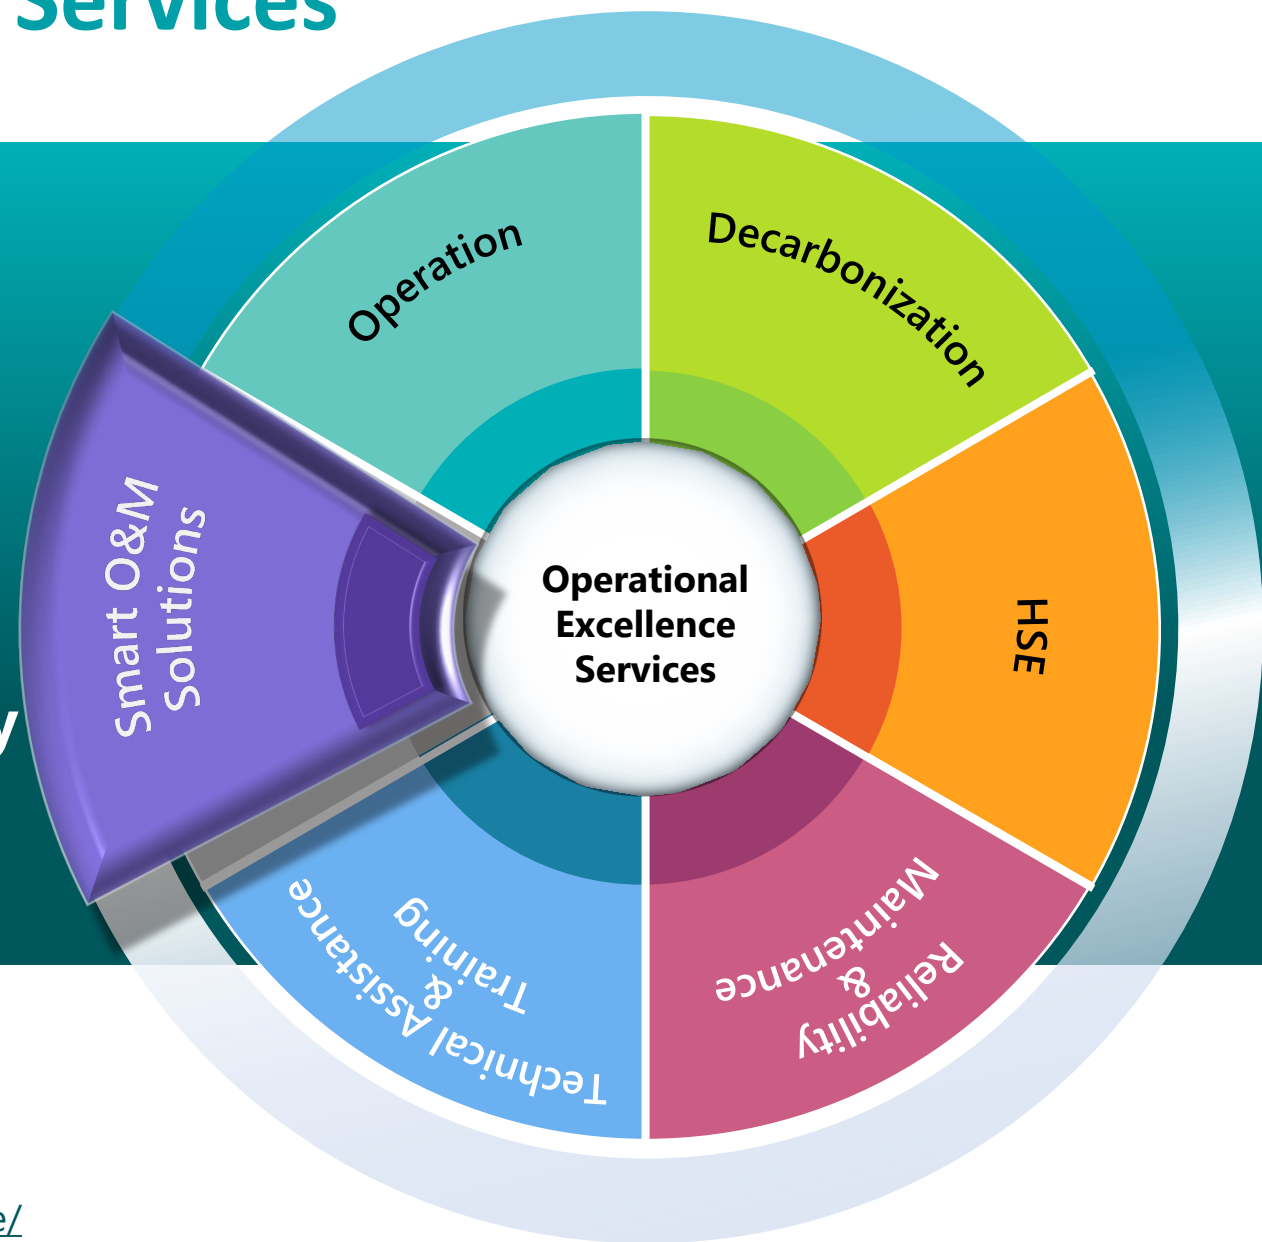 Services
Operation
Decarbonization
HSE
Reliability
&
Maintenance
Technical Assistance
&
Training
Smart O&M
Solutions
Operational
Excellence
Services
y
e/